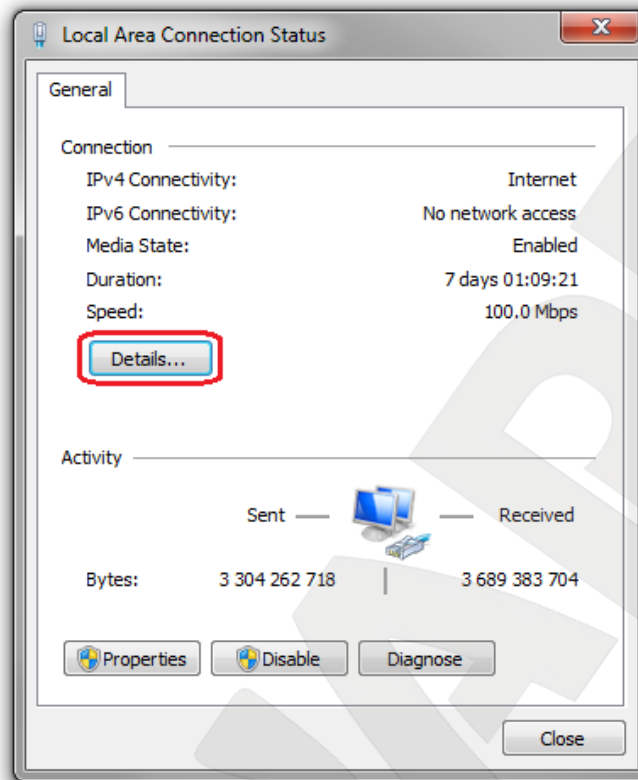 Local Area Connection Status
General
Connection
IPv4 Connectivity: Internet
IPv6 Connectivity: No network access
Media State: Enabled
Duration: 7 days 01:09:21
Speed: 100.0 Mbps
Details...
Activity
Sent Received
Bytes: 3 304 262 718 3 689 383 704
Properties Disable Diagnose
Close